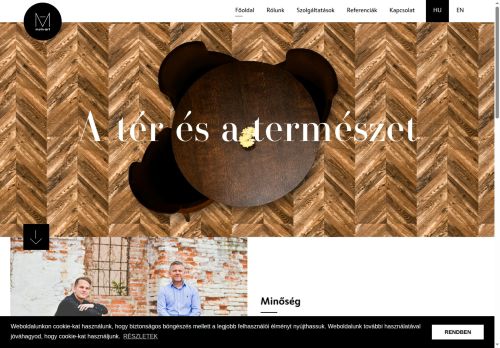 Főoldal Rólunk Szolgáltatások Referenciák Kapcsolat HU EN
A tér és a természet
Minőség
Weboldalunkon cookie-kat használunk, hogy biztonságos böngészés mellett a legjobb felhasználói élményt nyújthassuk. Weboldalunk további használatával
jóváhagyod, hogy cookie-kat használjunk. RÉSZLETEK
RENDBEN